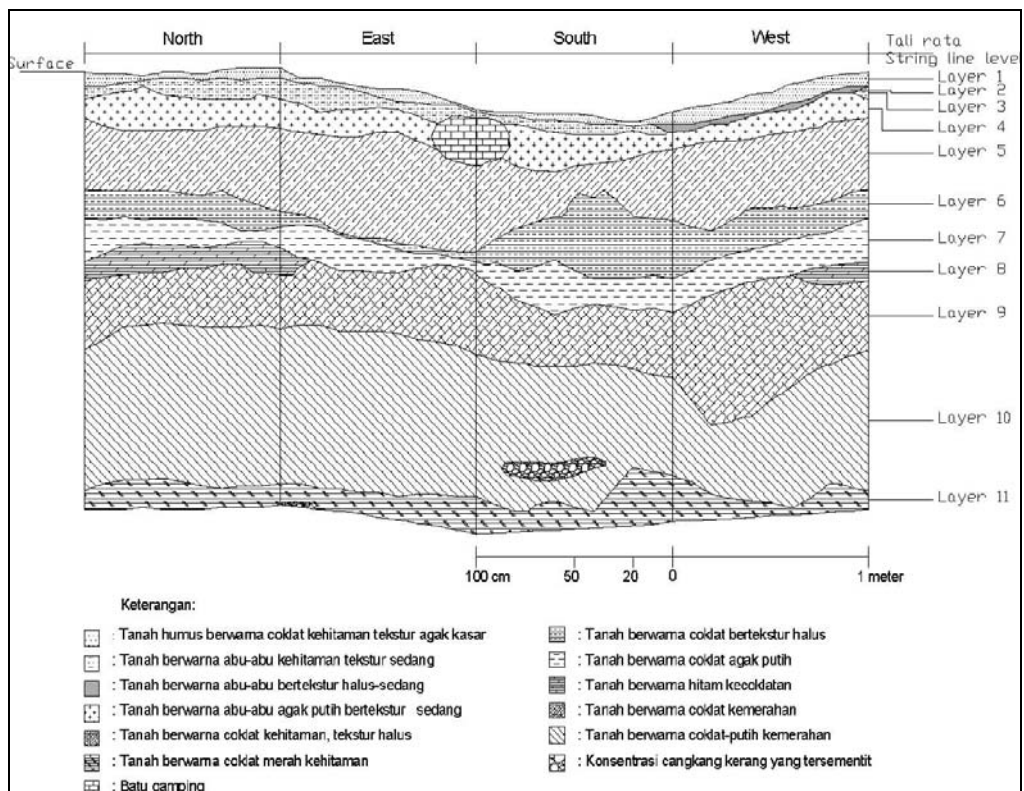 North East South West
Tali rata
String line level
Surface
Layer 1
Layer 2
Layer 3
Layer 4
Layer 5
Layer 6
Layer 7
Layer 8
Layer 9
Layer 10
Layer 11
100 cm 50 20 0 1 meter
Keterangan:
: Tanah humus berwarna coklat kehitaman tekstur agak kasar
: Tanah berwarna abu-abu kehitaman tekstur sedang
: Tanah berwarna abu-abu bertekstur halus-sedang
: Tanah berwarna abu-abu agak putih bertekstur sedang
: Tanah berwarna coklat kehitaman, tekstur halus
: Tanah berwarna coklat merah kehitaman
: Batu gamping
: Tanah berwarna coklat bertekstur halus
: Tanah berwarna coklat agak putih
: Tanah berwarna hitam kecoklatan
: Tanah berwarna coklat kemerahan
: Tanah berwarna coklat-putih kemerahan
: Konsentrasi cangkang kerang yang tersementit